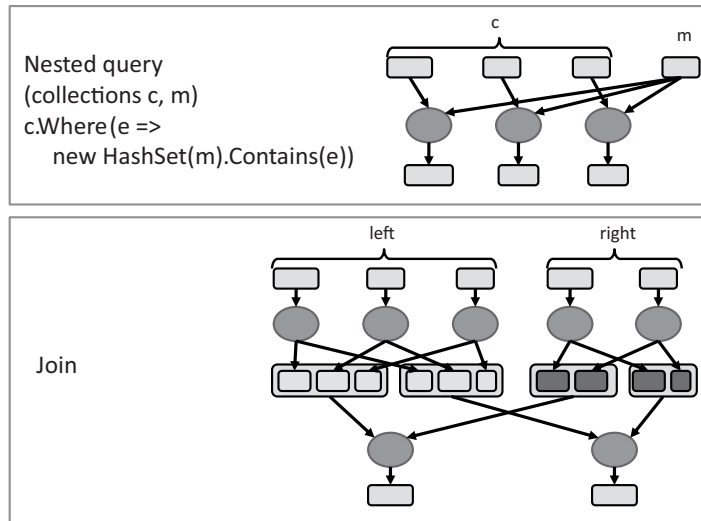 c
m
Nested query
(collections c, m)
c.Where(e =>
new HashSet(m).Contains(e))
left
right
Join